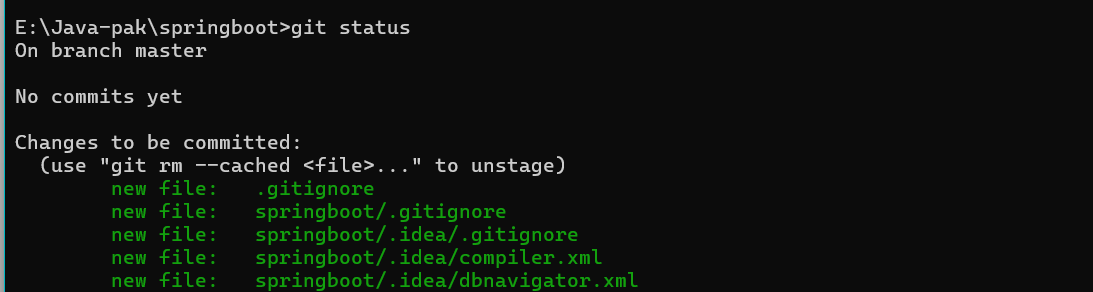 E:\Java-pak\springboot>git status
On branch master
No commits yet
Changes to be committed:
(use "git rm --cached <file>..." to unstage)
new file: .gitignore
new file: springboot/.gitignore
new file: springboot/.idea/.gitignore
new file: springboot/.idea/compiler.xml
new file: springboot/.idea/dbnavigator.xml